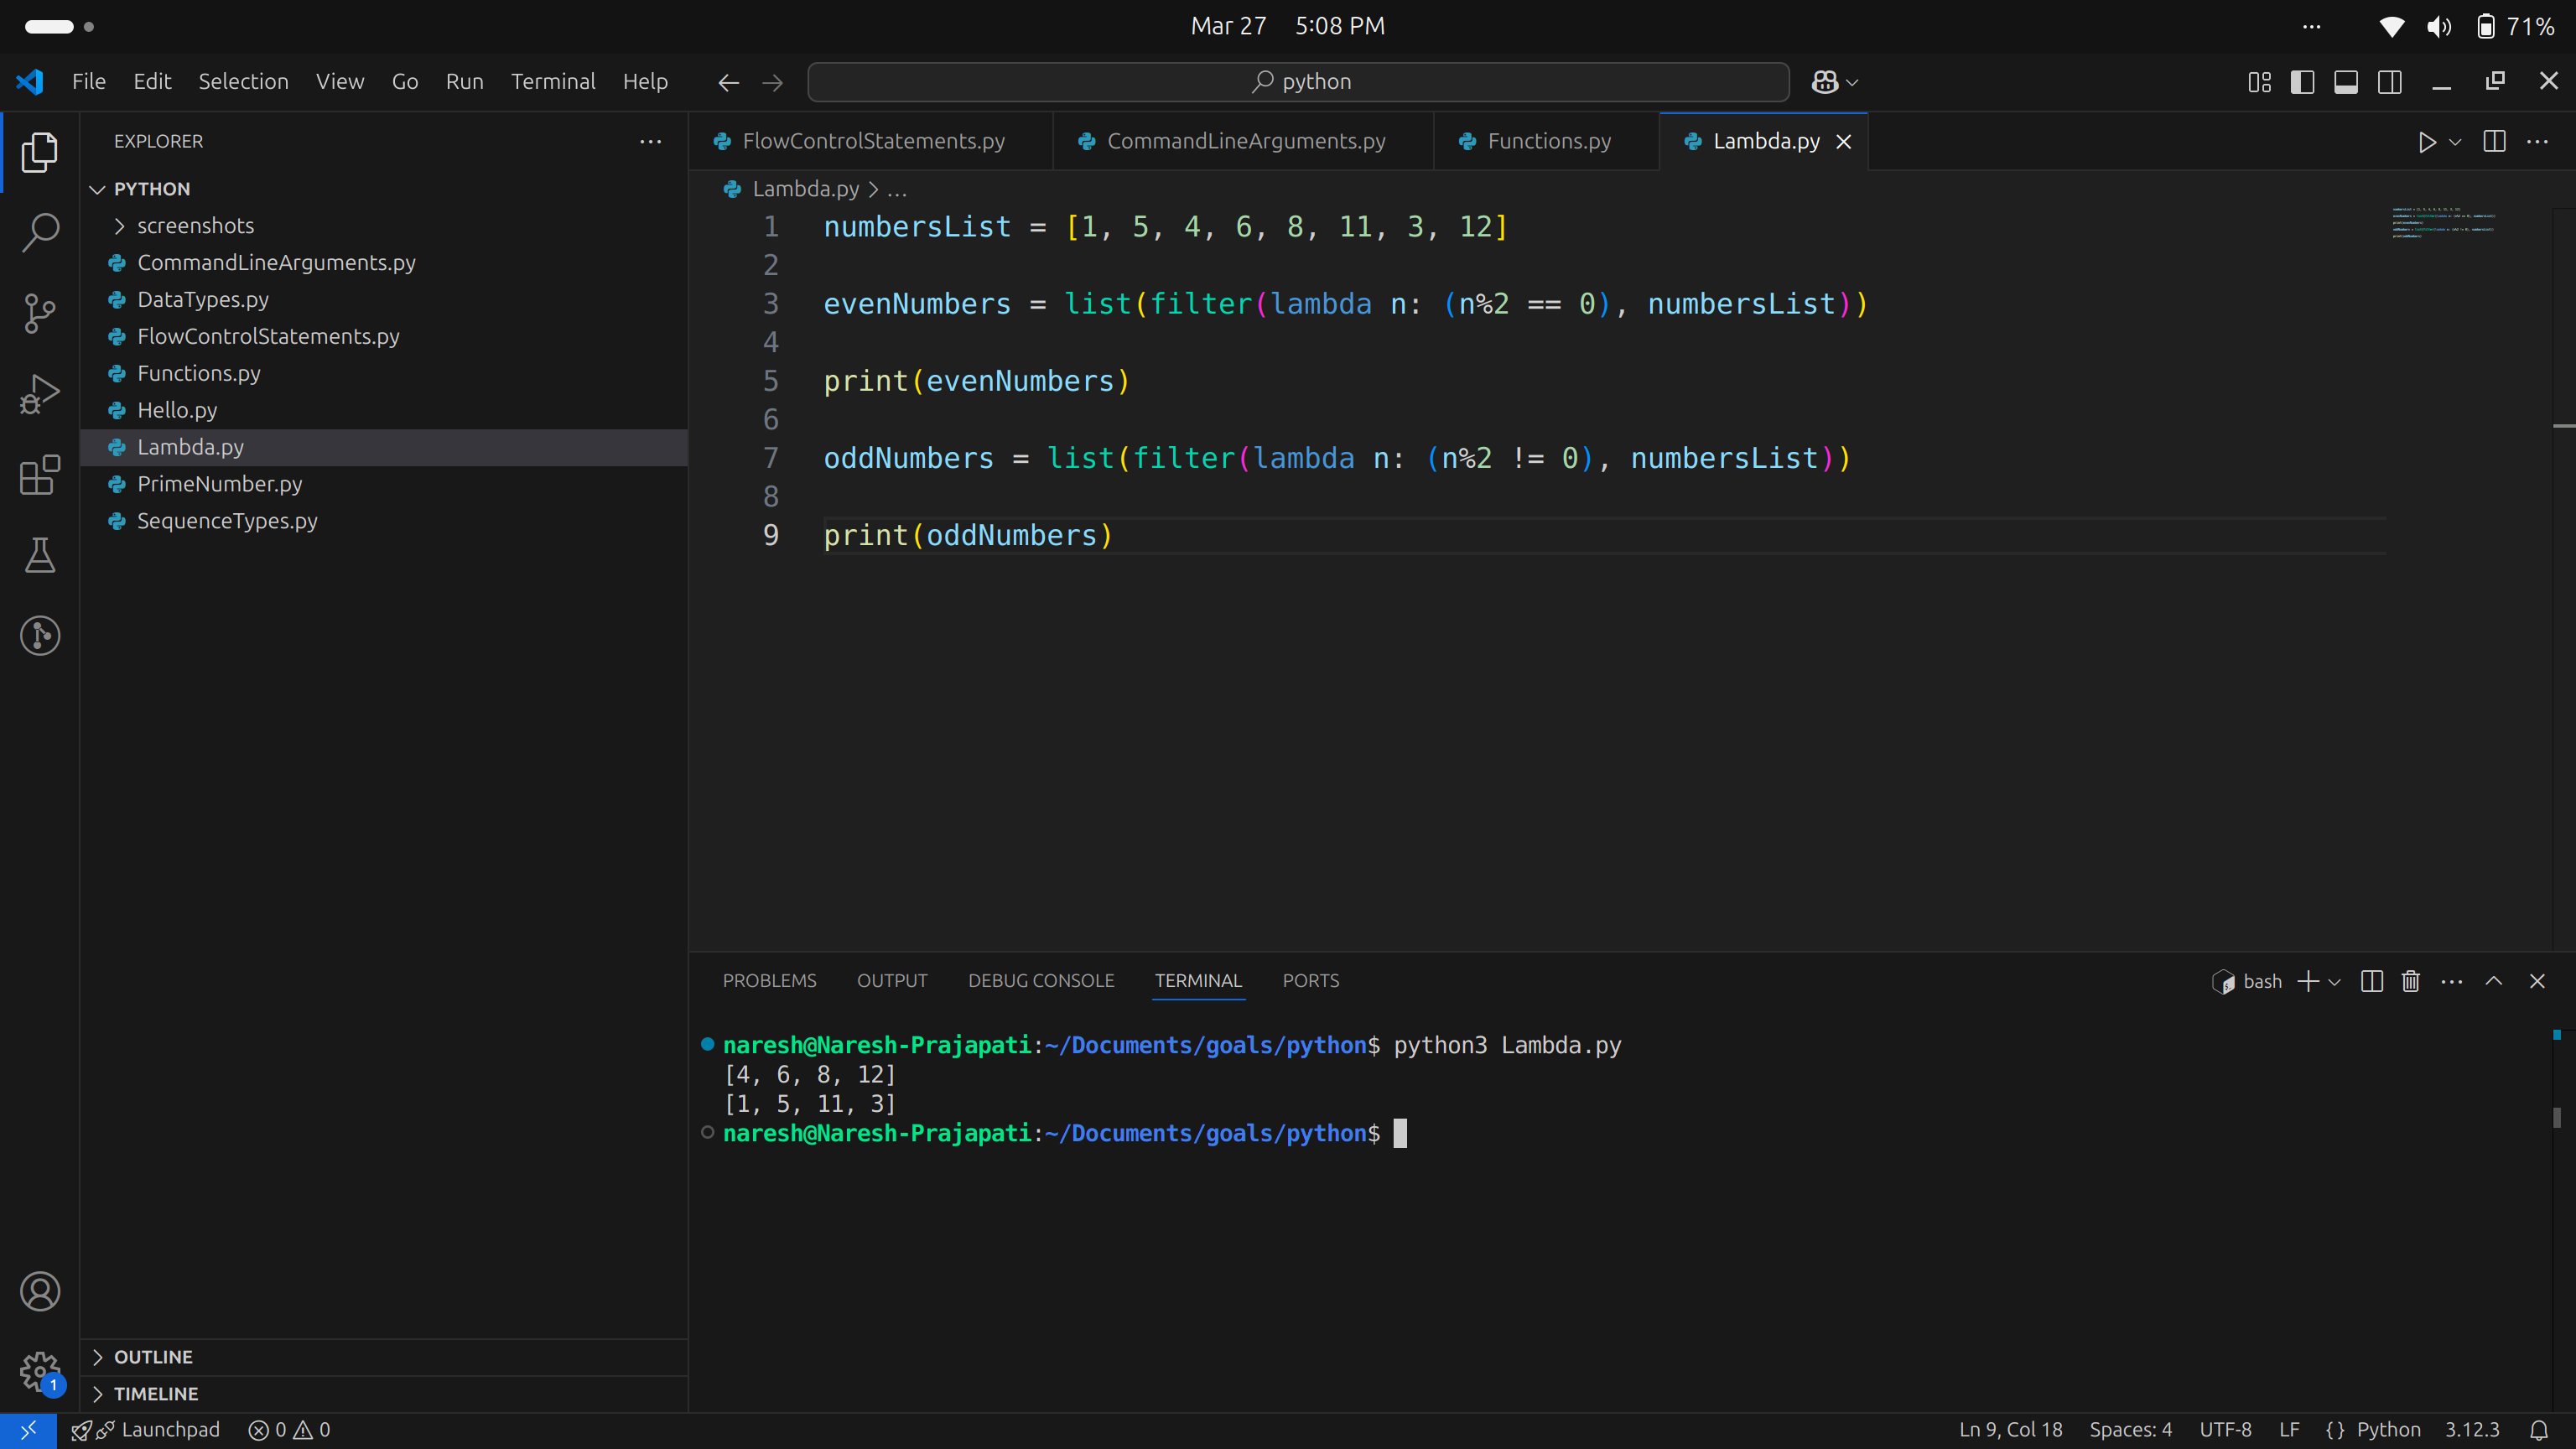 Mar 27 5:08 PM
71%
File Edit Selection View Go Run Terminal Help
python
EXPLORER
PYTHON
screenshots
CommandLineArguments.py
DataTypes.py
FlowControlStatements.py
Functions.py
Hello.py
Lambda.py
PrimeNumber.py
SequenceTypes.py
OUTLINE
TIMELINE
FlowControlStatements.py CommandLineArguments.py Functions.py Lambda.py
Lambda.py > ...
1 numbersList = [1, 5, 4, 6, 8, 11, 3, 12]
2
3 evenNumbers = list(filter(lambda n: (n%2 == 0), numbersList))
4
5 print(evenNumbers)
6
7 oddNumbers = list(filter(lambda n: (n%2 != 0), numbersList))
8
9 print(oddNumbers)
PROBLEMS OUTPUT DEBUG CONSOLE TERMINAL PORTS
bash
naresh@Naresh-Prajapati:~/Documents/goals/python$ python3 Lambda.py
[4, 6, 8, 12]
[1, 5, 11, 3]
naresh@Naresh-Prajapati:~/Documents/goals/python$
1
Launchpad 0 0
Ln 9, Col 18 Spaces: 4 UTF-8 LF {} Python 3.12.3